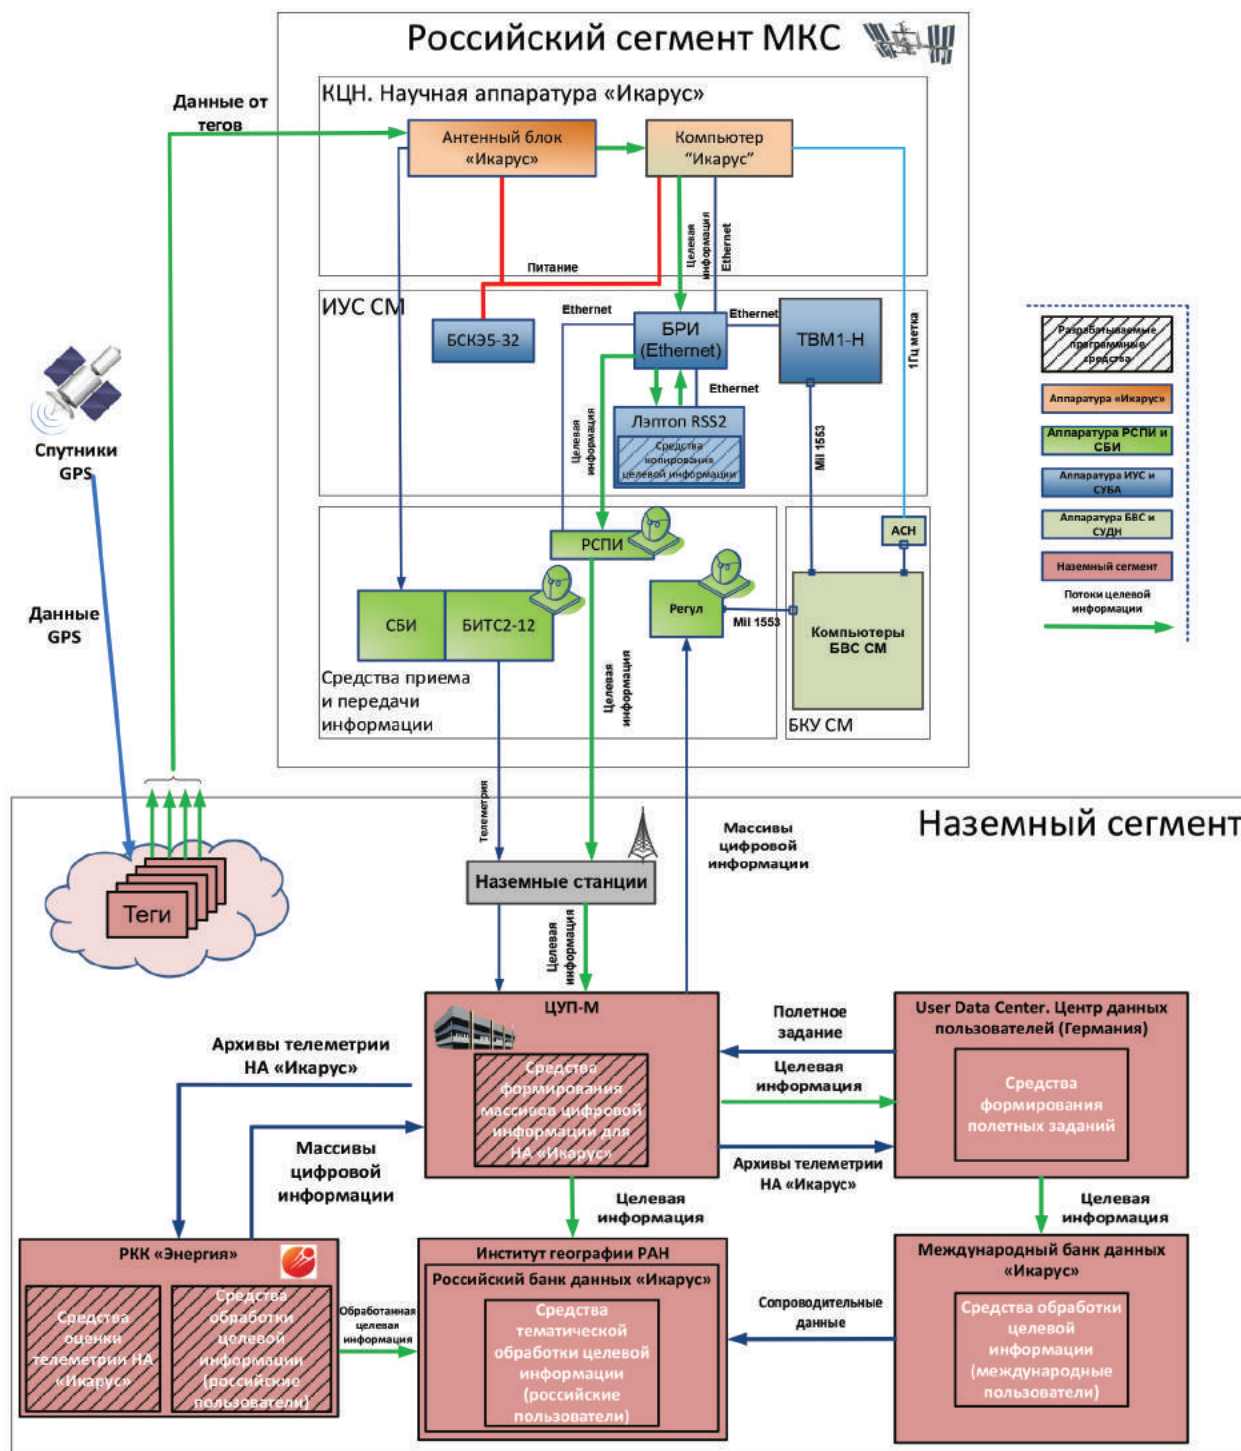 Российский сегмент МКС
КЦН. Научная аппаратура «Икарус»
Данные от
тегов
Антенный блок
«Икарус»
Компьютер
"Икарус"
Целевая
информация
Ethernet
Питание
1Гц метка
ИУС СМ
БСКЭ5-32
Ethernet
БРИ
(Ethernet)
Ethernet
ТВМ1-Н
Ethernet
Лэптоп RSS2
Средства
копирования
целевой информации
Целевая
информация
Mil 1553
Разрабатываемые
программные
средства
Аппаратура «Икарус»
Аппаратура РСПИ и
СБИ
Аппаратура ИУС и
СУБА
Аппаратура БВС и
СУДН
Наземный сегмент
Потоки целевой
информации
Спутники
GPS
Данные
GPS
РСПИ
АСН
СБИ
БИТС2-12
Регул
Mil 1553
Компьютеры
БВС СМ
Целевая
информация
Средства приема
и передачи
информации
БКУ СМ
Телеметрия
Массивы
цифровой
информации
Наземный сегмент
Теги
Наземные станции
Целевая
информация
ЦУП-М
Средства
формирования
массивов цифровой
информации для
НА «Икарус»
Полетное
задание
Целевая
информация
Архивы телеметрии
НА «Икарус»
User Data Center. Центр данных
пользователей (Германия)
Средства
формирования
полетных заданий
Архивы телеметрии
НА «Икарус»
Массивы
цифровой
информации
Целевая
информация
Целевая
информация
РКК «Энергия»
Средства
оценки
телеметрии НА
«Икарус»
Средства
обработки
целевой
информации
(российские
пользователи)
Обработанная
целевая
информация
Институт географии РАН
Российский банк данных «Икарус»
Средства
тематической
обработки целевой
информации
(российские
пользователи)
Сопроводительные
данные
Международный банк данных
«Икарус»
Средства обработки
целевой
информации
(международные
пользователи)